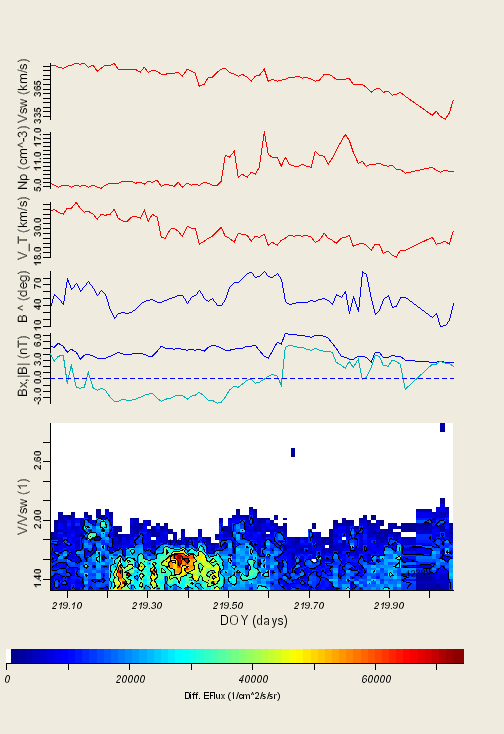 Vsw (km/s)
365
335
Np (cm^-3)
17.0
11.0
5.0
V_T (km/s)
30.0
18.0
B ^ (deg)
70
40
10
Bx,|B| (nT)
6.0
3.0
0.0
-3.0
V/Vsw (1)
2.60
2.00
1.40
219.10 219.30 219.50 219.70 219.90
DOY (days)
0 20000 40000 60000
Diff. EFlux (1/cm^2/s/sr)